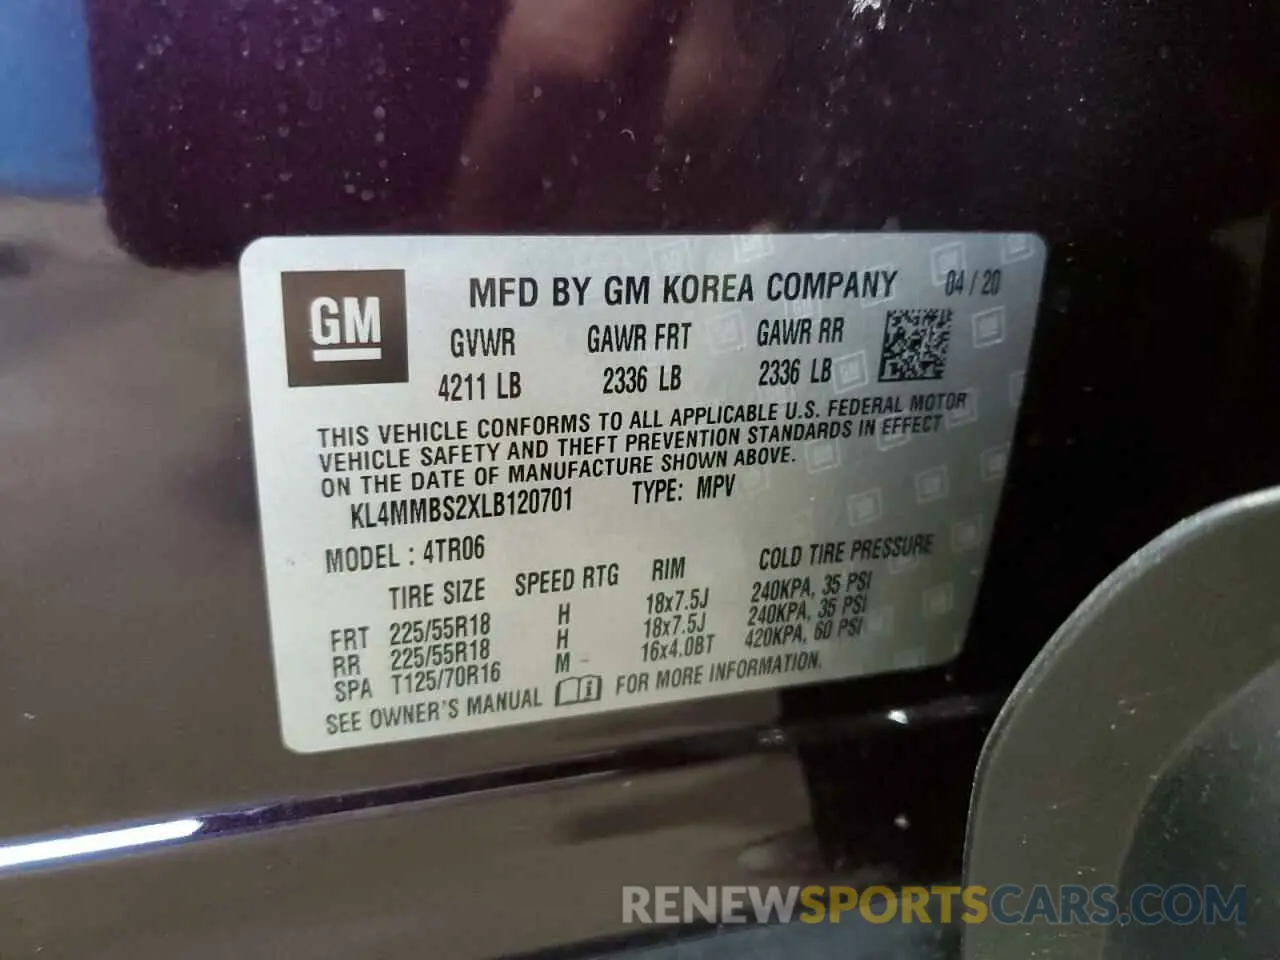 GM
MFD BY GM KOREA COMPANY 04/20
GVWR GAWR FRT GAWR RR
4211 LB 2336 LB 2336 LB
THIS VEHICLE CONFORMS TO ALL APPLICABLE U.S. FEDERAL MOTOR
VEHICLE SAFETY AND THEFT PREVENTION STANDARDS IN EFFECT
ON THE DATE OF MANUFACTURE SHOWN ABOVE.
KL4MMBS2XLB120701 TYPE: MPV
MODEL : 4TR06
TIRE SIZE SPEED RTG RIM COLD TIRE PRESSURE
FRT 225/55R18 H 18x7.5J 240KPA, 35 PSI
RR 225/55R18 H 18x7.5J 240KPA, 35 PSI
SPA T125/70R16 M 16x4.0BT 420KPA, 60 PSI
SEE OWNER'S MANUAL FOR MORE INFORMATION.
RENEWSPORTSCARS.COM